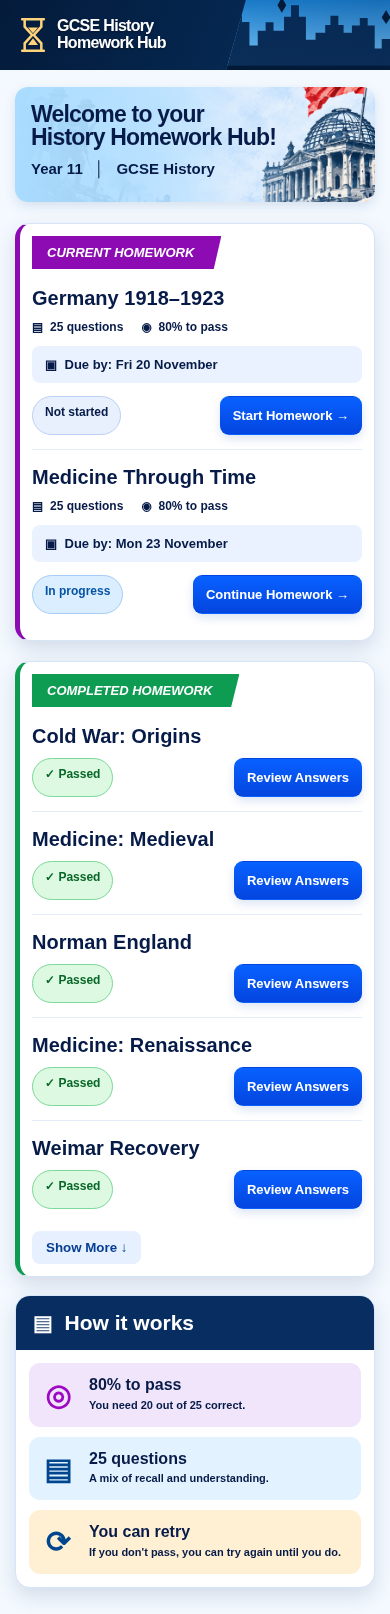 GCSE History
Homework Hub
Welcome to your
History Homework Hub!
Year 11 | GCSE History
CURRENT HOMEWORK
Germany 1918–1923
25 questions 80% to pass
Due by: Fri 20 November
Not started
Start Homework →
Medicine Through Time
25 questions 80% to pass
Due by: Mon 23 November
In progress
Continue Homework →
COMPLETED HOMEWORK
Cold War: Origins
✓ Passed
Review Answers
Medicine: Medieval
✓ Passed
Review Answers
Norman England
✓ Passed
Review Answers
Medicine: Renaissance
✓ Passed
Review Answers
Weimar Recovery
✓ Passed
Review Answers
Show More ↓
How it works
80% to pass
You need 20 out of 25 correct.
25 questions
A mix of recall and understanding.
You can retry
If you don't pass, you can try again until you do.